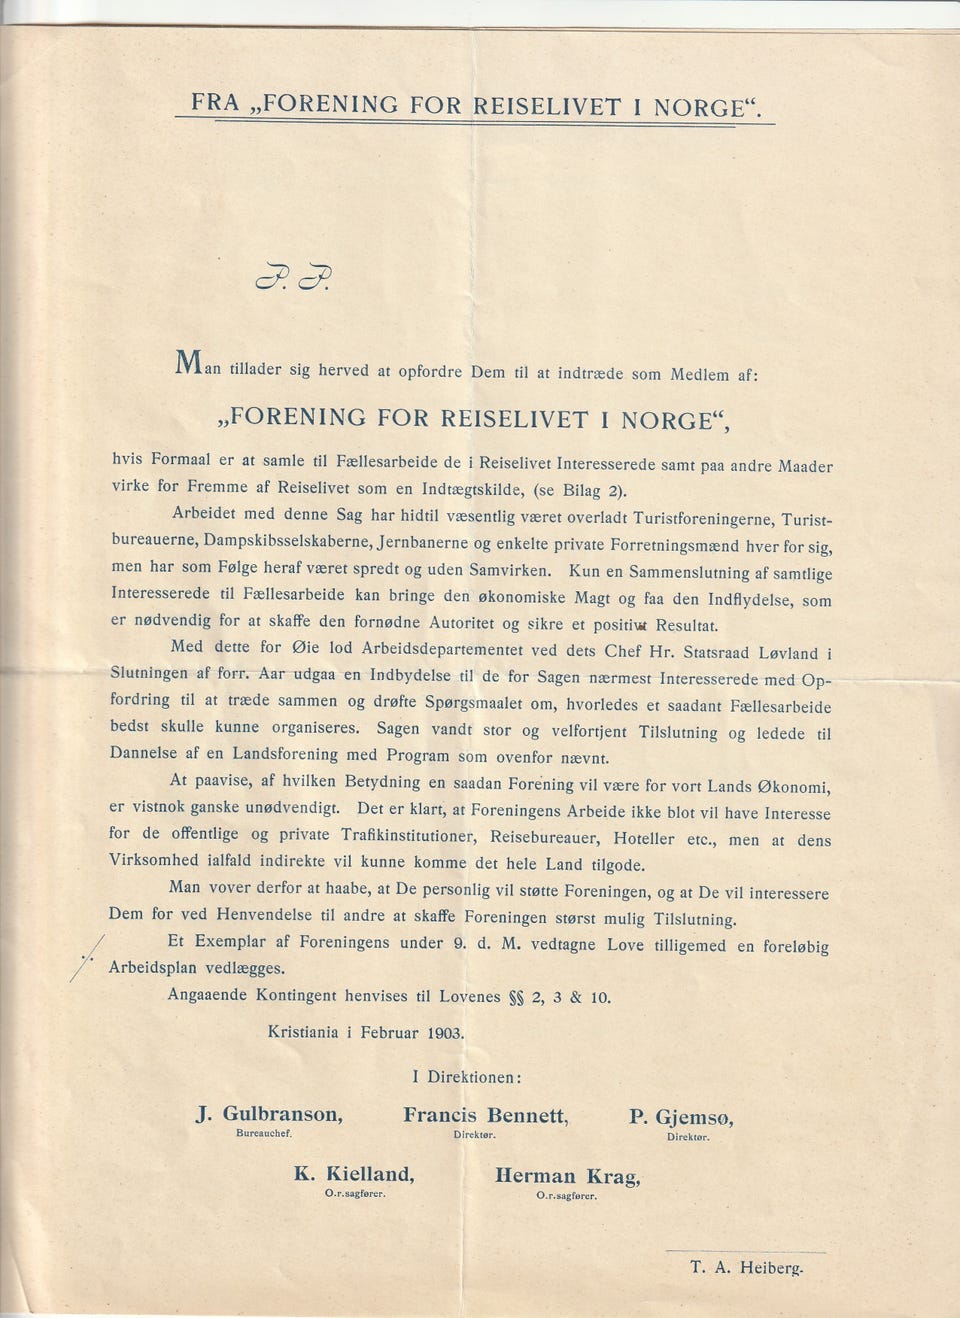 FRA „FORENING FOR REISELIVET I NORGE“.
P. P.
Man tillader sig herved at opfordre Dem til at indtræde som Medlem af:
„FORENING FOR REISELIVET I NORGE“,
hvis Formaal er at samle til Fællesarbeide de i Reiselivet Interesserede samt paa andre Maader
virke for Fremme af Reiselivet som en Indtægtskilde, (se Bilag 2).
Arbeidet med denne Sag har hidtil væsentlig været overladt Turistforeningerne, Turist-
bureauerne, Dampskibsselskaberne, Jernbanerne og enkelte private Forretningsmænd hver for sig,
men har som Følge heraf været spredt og uden Samvirken. Kun en Sammenslutning af samtlige
Interesserede til Fællesarbeide kan bringe den økonomiske Magt og faa den Indflydelse, som
er nødvendig for at skaffe den fornødne Autoritet og sikre et positivt Resultat.
Med dette for Øie lod Arbeidsdepartementet ved dets Chef Hr. Statsraad Løvland i
Slutningen af forr. Aar udgaa en Indbydelse til de for Sagen nærmest Interesserede med Op-
fordring til at træde sammen og drøfte Spørgsmaalet om, hvorledes et saadant Fællesarbeide
bedst skulle kunne organiseres. Sagen vandt stor og velfortjent Tilslutning og ledede til
Dannelse af en Landsforening med Program som ovenfor nævnt.
At paavise, af hvilken Betydning en saadan Forening vil være for vort Lands Økonomi,
er vistnok ganske unødvendigt. Det er klart, at Foreningens Arbeide ikke blot vil have Interesse
for de offentlige og private Trafikinstitutioner, Reisebureauer, Hoteller etc., men at dens
Virksomhed ialfald indirekte vil kunne komme det hele Land tilgode.
Man vover derfor at haabe, at De personlig vil støtte Foreningen, og at De vil interessere
Dem for ved Henvendelse til andre at skaffe Foreningen størst mulig Tilslutning.
Et Exemplar af Foreningens under 9. d. M. vedtagne Love tilligemed en foreløbig
Arbeidsplan vedlægges.
Angaaende Kontingent henvises til Lovenes §§ 2, 3 & 10.
Kristiania i Februar 1903.
I Direktionen:
J. Gulbranson, Francis Bennett, P. Gjemsø,
Bureauchef. Direktør. Direktør.
K. Kielland, Herman Krag,
O.r.sagfører. O.r.sagfører.
T. A. Heiberg.